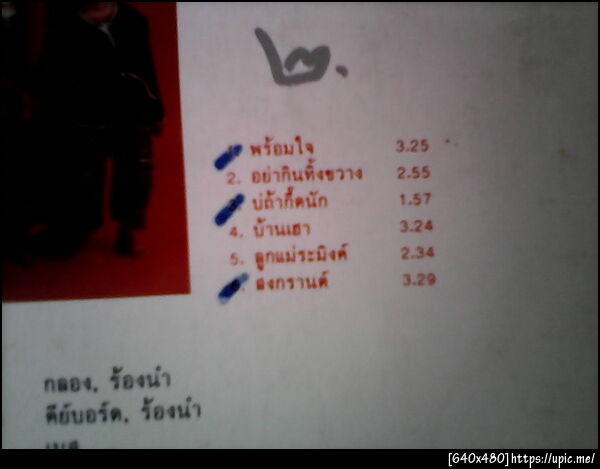 ๒.
พร้อมใจ 3.25
2. อย่ากินทิ้งขวาง 2.55
บ่ถ้ากึ๊ดนัก 1.57
4. บ้านเฮา 3.24
5. ลูกแม่ระมิงค์ 2.34
สงกรานต์ 3.29
กลอง, ร้องนำ
คีย์บอร์ด, ร้องนำ
เบส
[640x480]https://upic.me/